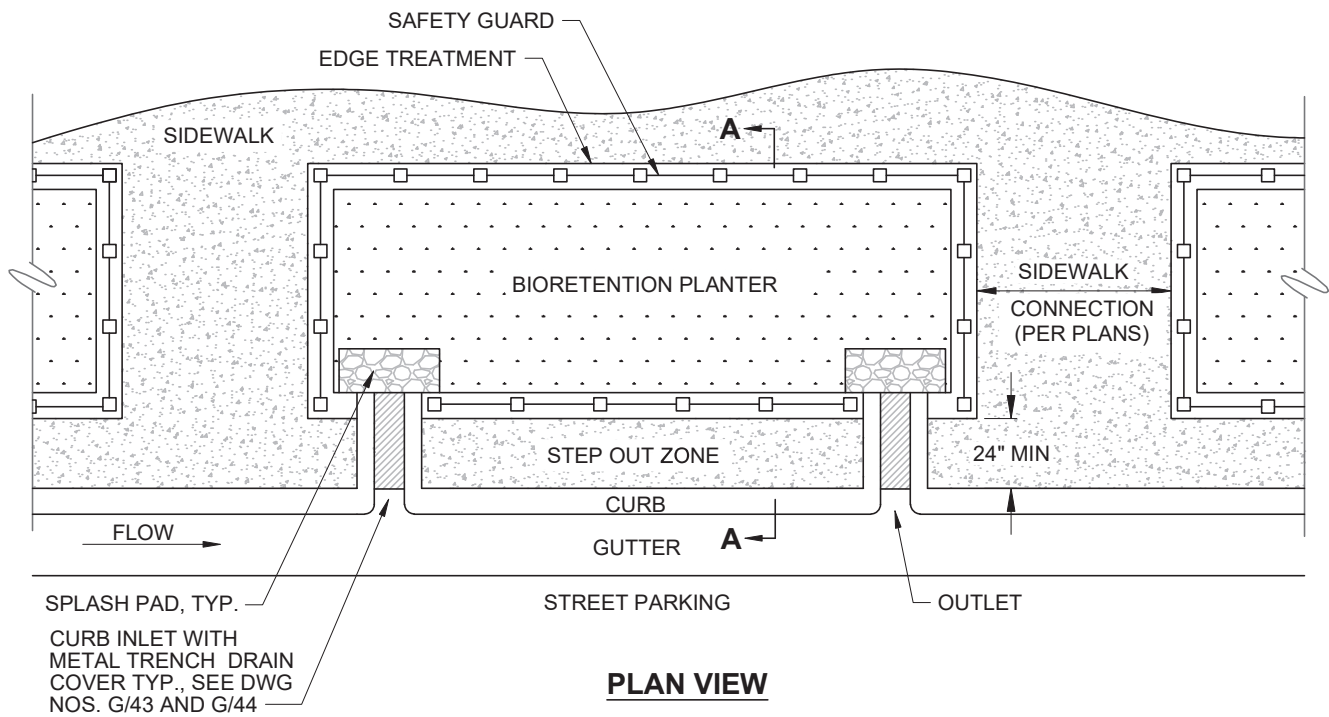 SAFETY GUARD
EDGE TREATMENT
A
SIDEWALK
BIORETENTION PLANTER
SIDEWALK
CONNECTION
(PER PLANS)
STEP OUT ZONE
24" MIN
CURB
FLOW
GUTTER
A
SPLASH PAD, TYP.
STREET PARKING
OUTLET
CURB INLET WITH
METAL TRENCH DRAIN
COVER TYP., SEE DWG
NOS. G/43 AND G/44
PLAN VIEW